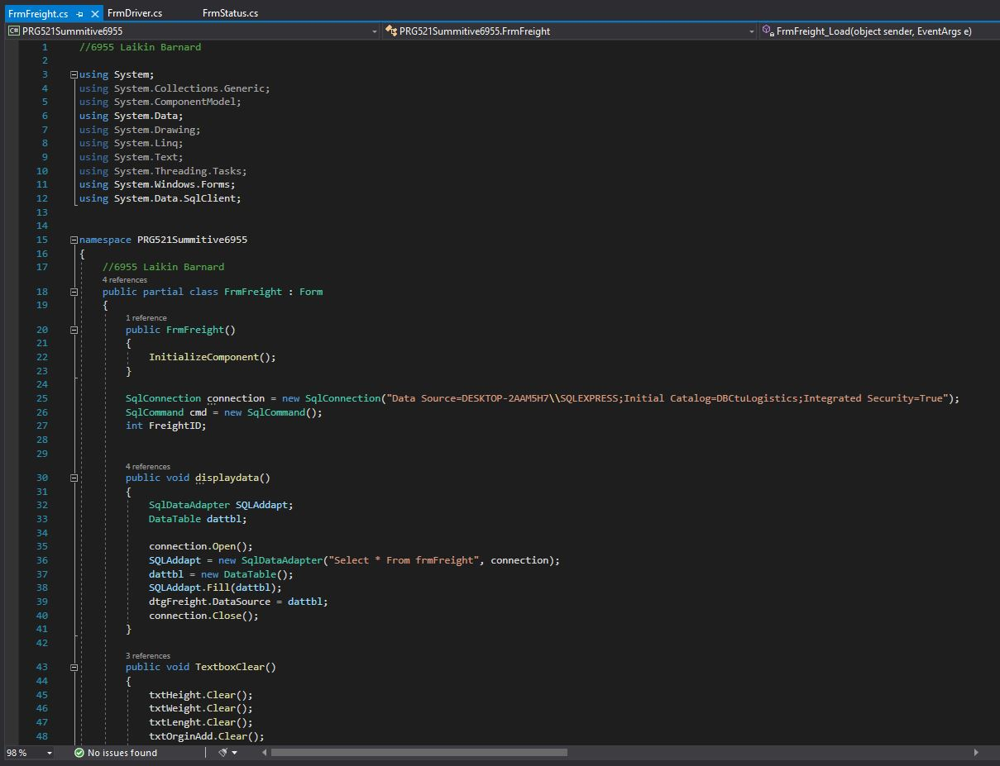 FrmFreight.cs FrmDriver.cs FrmStatus.cs
C# PRG521Summitive6955 PRG521Summitive6955.FrmFreight FrmFreight_Load(object sender, EventArgs e)
1 //6955 Laikin Barnard
2
3 using System;
4 using System.Collections.Generic;
5 using System.ComponentModel;
6 using System.Data;
7 using System.Drawing;
8 using System.Linq;
9 using System.Text;
10 using System.Threading.Tasks;
11 using System.Windows.Forms;
12 using System.Data.SqlClient;
13
14
15 namespace PRG521Summitive6955
16 {
17 //6955 Laikin Barnard
4 references
18 public partial class FrmFreight : Form
19 {
1 reference
20 public FrmFreight()
21 {
22 InitializeComponent();
23 }
24
25 SqlConnection connection = new SqlConnection("Data Source=DESKTOP-2AAM5H7\\SQLEXPRESS;Initial Catalog=DBCtuLogistics;Integrated Security=True");
26 SqlCommand cmd = new SqlCommand();
27 int FreightID;
28
29
4 references
30 public void displaydata()
31 {
32 SqlDataAdapter SQLAddapt;
33 DataTable dattbl;
34
35 connection.Open();
36 SQLAddapt = new SqlDataAdapter("Select * From frmFreight", connection);
37 dattbl = new DataTable();
38 SQLAddapt.Fill(dattbl);
39 dtgFreight.DataSource = dattbl;
40 connection.Close();
41 }
42
3 references
43 public void TextboxClear()
44 {
45 txtHeight.Clear();
46 txtWeight.Clear();
47 txtLenght.Clear();
48 txtOrginAdd.Clear();
98 % No issues found